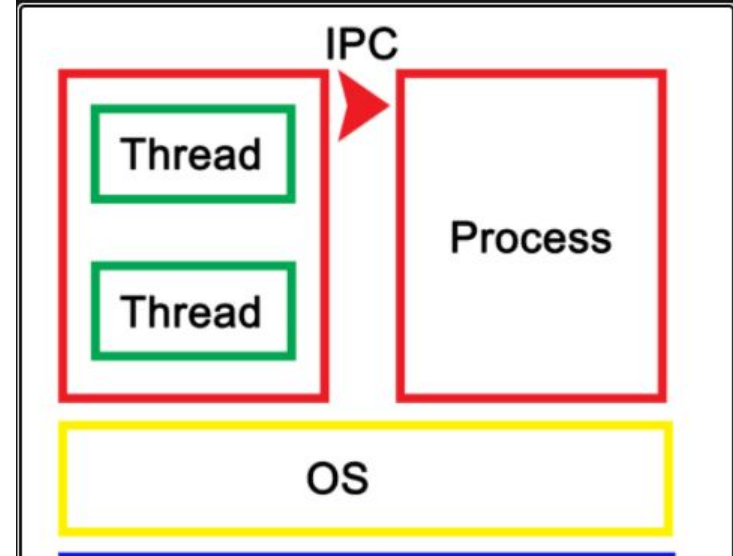 IPC
Thread
Thread
Process
OS